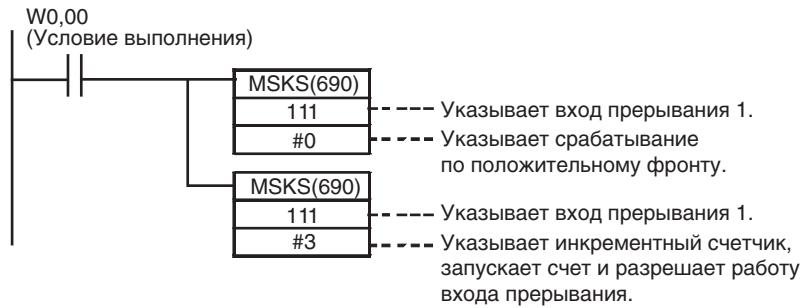 W0,00
(Условие выполнения)
MSKS(690)
111
Указывает вход прерывания 1.
#0
Указывает срабатывание
по положительному фронту.
MSKS(690)
111
Указывает вход прерывания 1.
#3
Указывает инкрементный счетчик,
запускает счет и разрешает работу
входа прерывания.